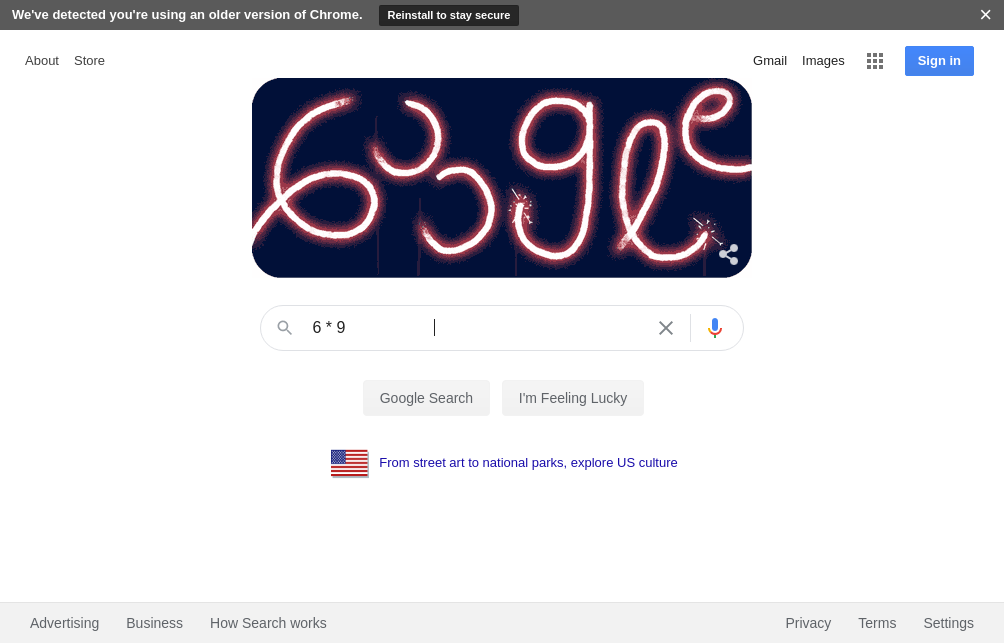 We've detected you're using an older version of Chrome. Reinstall to stay secure
About Store Gmail Images Sign in
Google
6 * 9
Google Search I'm Feeling Lucky
From street art to national parks, explore US culture
Advertising Business How Search works Privacy Terms Settings